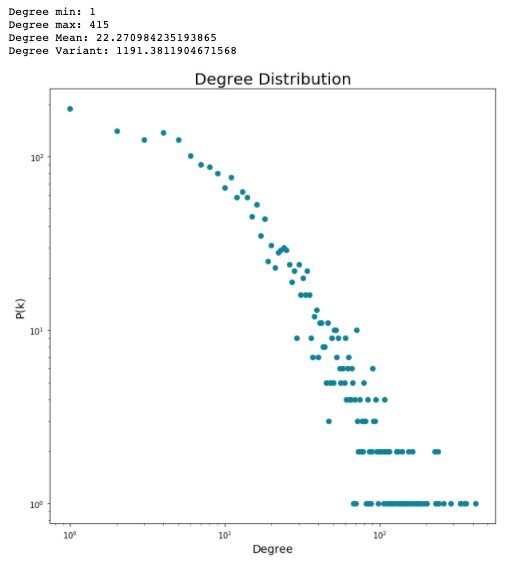 Degree min: 1
Degree max: 415
Degree Mean: 22.270984235193865
Degree Variant: 1191.3811904671568
Degree Distribution
P(k)
10²
10¹
10⁰
10⁰ 10¹ 10²
Degree